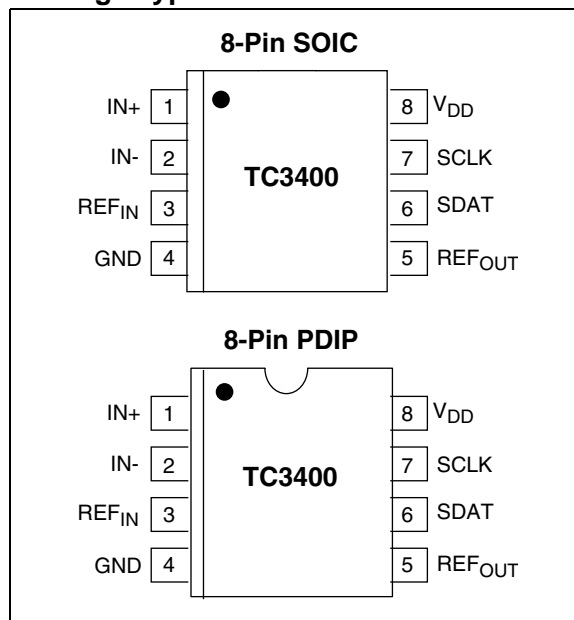 8-Pin SOIC
IN+ 1 8 VDD
IN- 2 7 SCLK
TC3400
REFIN 3 6 SDAT
GND 4 5 REFOUT
8-Pin PDIP
IN+ 1 8 VDD
IN- 2 7 SCLK
TC3400
REFIN 3 6 SDAT
GND 4 5 REFOUT